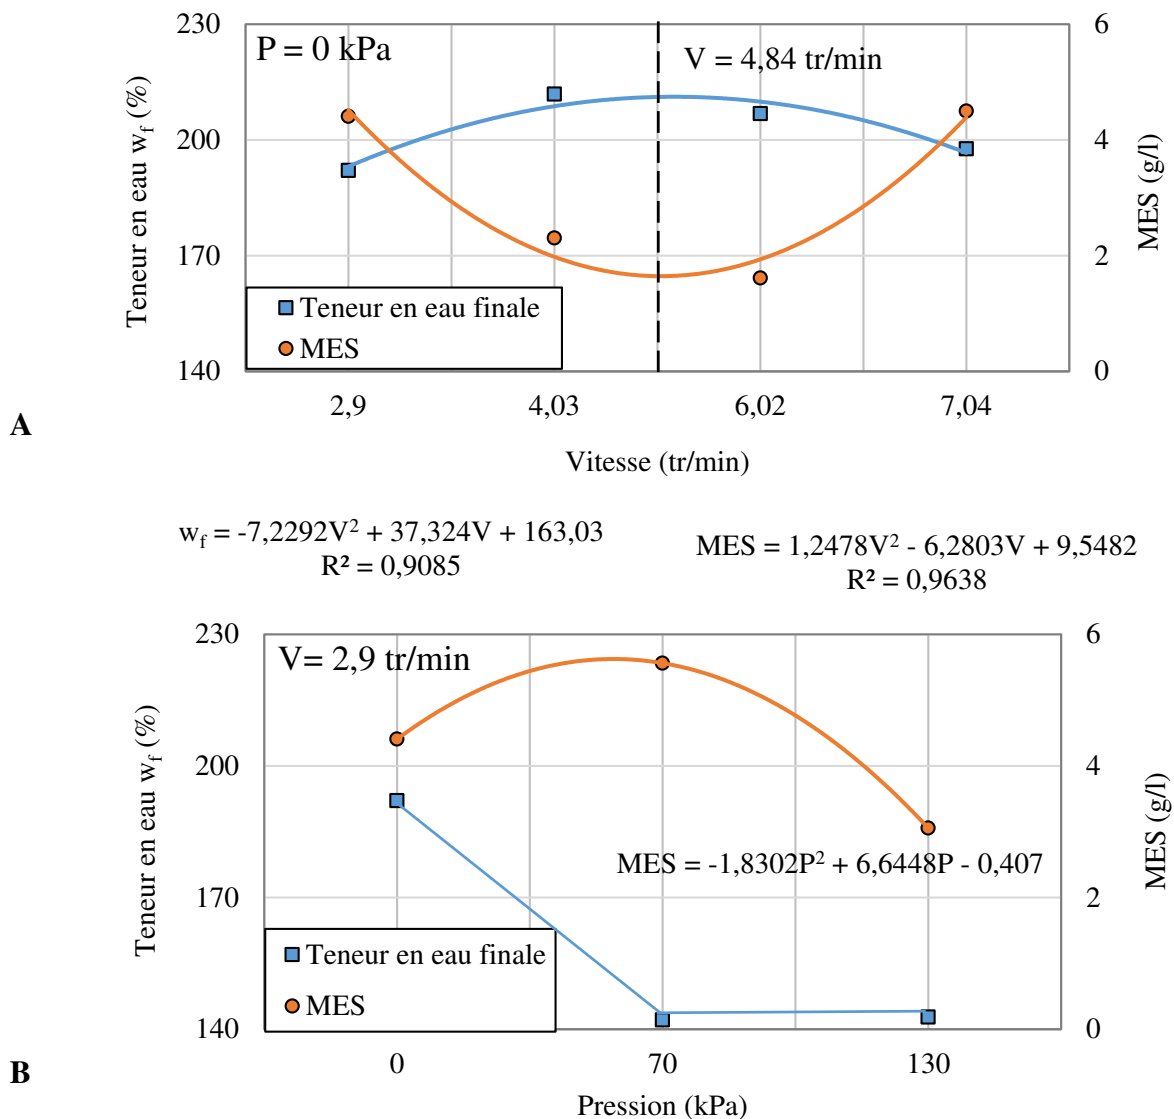 P = 0 kPa
V = 4,84 tr/min
230
200
170
140
Teneur en eau w_f (%)
6
4
2
0
MES (g/l)
Teneur en eau finale
MES
2,9
4,03
6,02
7,04
Vitesse (tr/min)
A
w_f = -7,2292V² + 37,324V + 163,03
R² = 0,9085
MES = 1,2478V² - 6,2803V + 9,5482
R² = 0,9638
V= 2,9 tr/min
230
200
170
140
Teneur en eau w_f (%)
6
4
2
0
MES (g/l)
MES = -1,8302P² + 6,6448P - 0,407
Teneur en eau finale
MES
0
70
130
Pression (kPa)
B